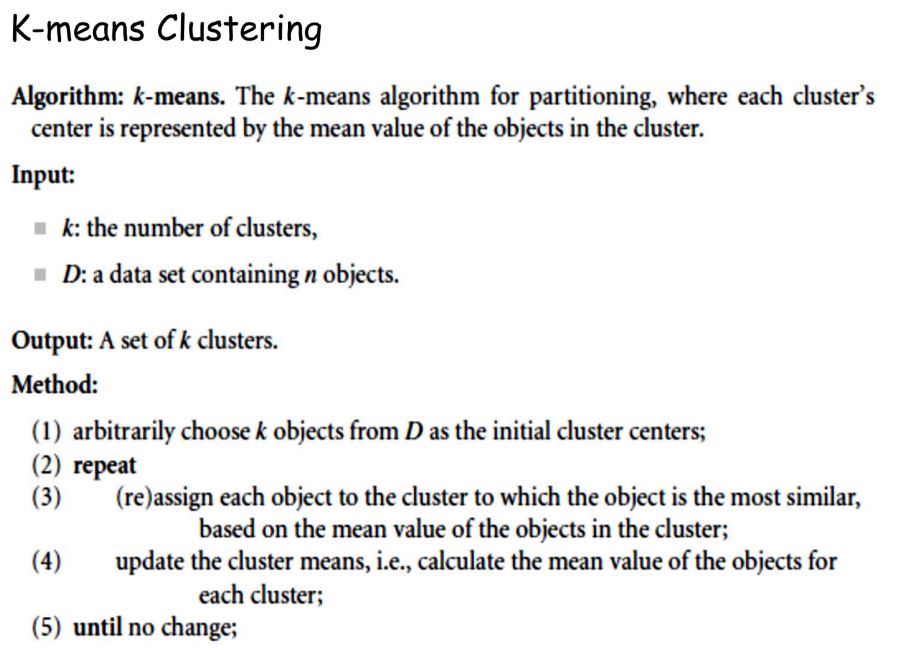 K-means Clustering
Algorithm: k-means. The k-means algorithm for partitioning, where each cluster's
center is represented by the mean value of the objects in the cluster.
Input:
k: the number of clusters,
D: a data set containing n objects.
Output: A set of k clusters.
Method:
(1) arbitrarily choose k objects from D as the initial cluster centers;
(2) repeat
(3) (re)assign each object to the cluster to which the object is the most similar,
based on the mean value of the objects in the cluster;
(4) update the cluster means, i.e., calculate the mean value of the objects for
each cluster;
(5) until no change;